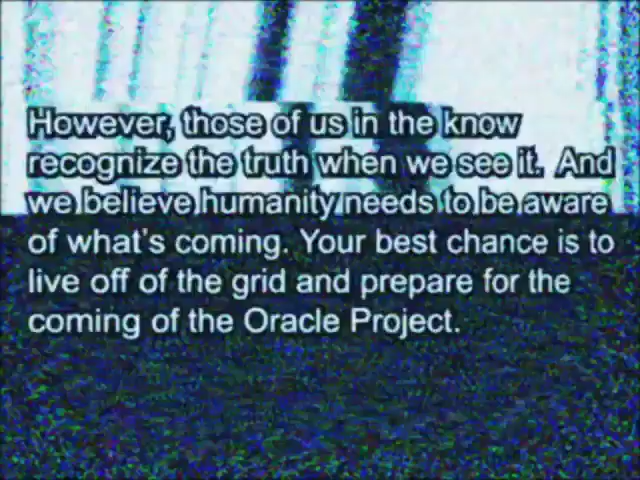 However, those of us in the know
recognize the truth when we see it. And
we believe humanity needs to be aware
of what's coming. Your best chance is to
live off of the grid and prepare for the
coming of the Oracle Project.